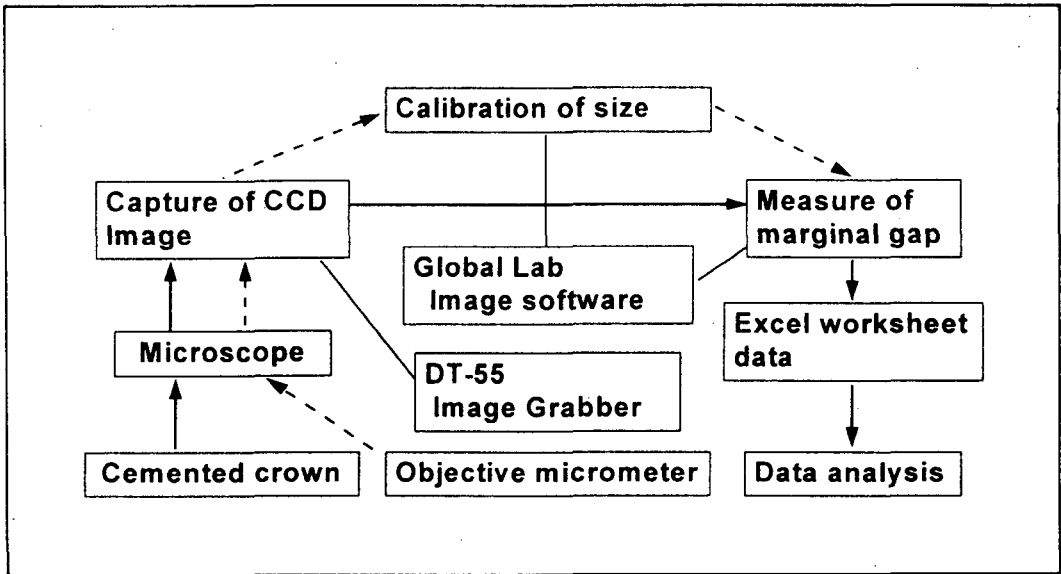 Calibration of size
Capture of CCD
Image
Measure of
marginal gap
Global Lab
Image software
Excel worksheet
data
Microscope
DT-55
Image Grabber
Cemented crown
Objective micrometer
Data analysis